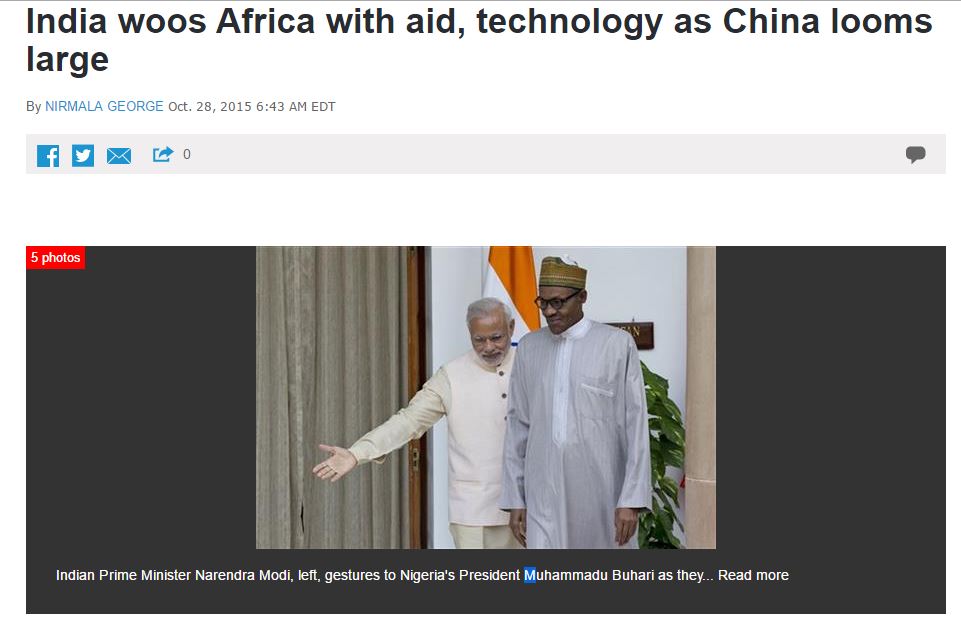 India woos Africa with aid, technology as China looms
large
By NIRMALA GEORGE Oct. 28, 2015 6:43 AM EDT
0
5 photos
Indian Prime Minister Narendra Modi, left, gestures to Nigeria's President Muhammadu Buhari as they... Read more